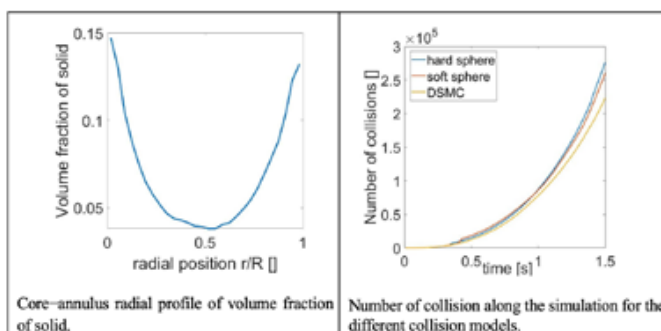 0.15
0.1
0.05
Volume fraction of solid
0
0.5
1
radial position r/R []
Core-annulus radial profile of volume fraction
of solid.
×10⁵
3
2.5
2
1.5
1
0.5
0
Number of collisions []
hard sphere
soft sphere
DSMC
0
0.5
1
1.5
time [s]
Number of collision along the simulation for the
different collision models.